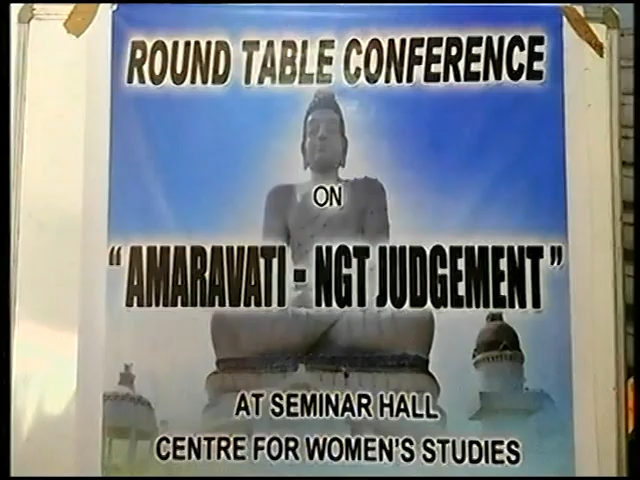 ROUND TABLE CONFERENCE
ON
"AMARAVATI - NGT JUDGEMENT"
AT SEMINAR HALL
CENTRE FOR WOMEN'S STUDIES